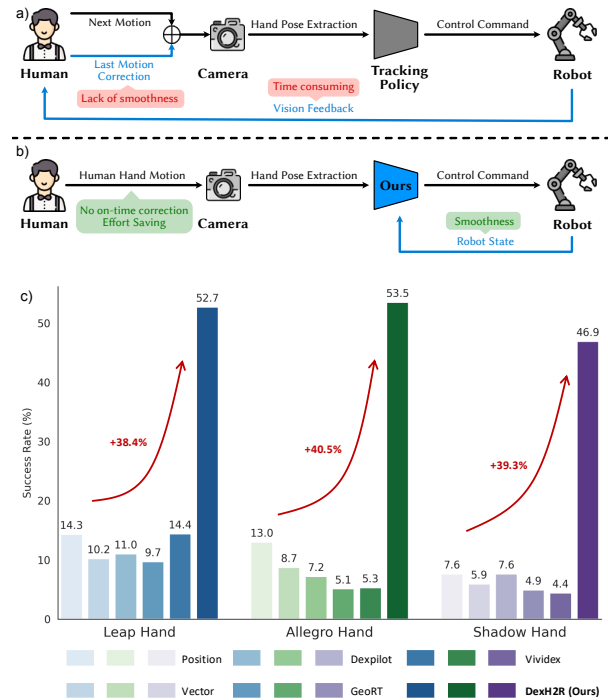 a)
Next Motion
Hand Pose Extraction
Control Command
Last Motion
Correction
Human
Camera
Tracking
Policy
Robot
Lack of smoothness
Time consuming
Vision Feedback
b)
Human Hand Motion
Hand Pose Extraction
Ours
Control Command
No on-time correction
Effort Saving
Smoothness
Human
Camera
Robot State
Robot
c)
Success Rate (%)
50
40
30
20
10
0
14.3
10.2
11.0
9.7
14.4
52.7
+38.4%
13.0
8.7
7.2
5.1
5.3
53.5
+40.5%
7.6
5.9
7.6
4.9
4.4
46.9
+39.3%
Leap Hand
Allegro Hand
Shadow Hand
Position
Dexpilot
Vividex
Vector
GeoRT
DexH2R (Ours)